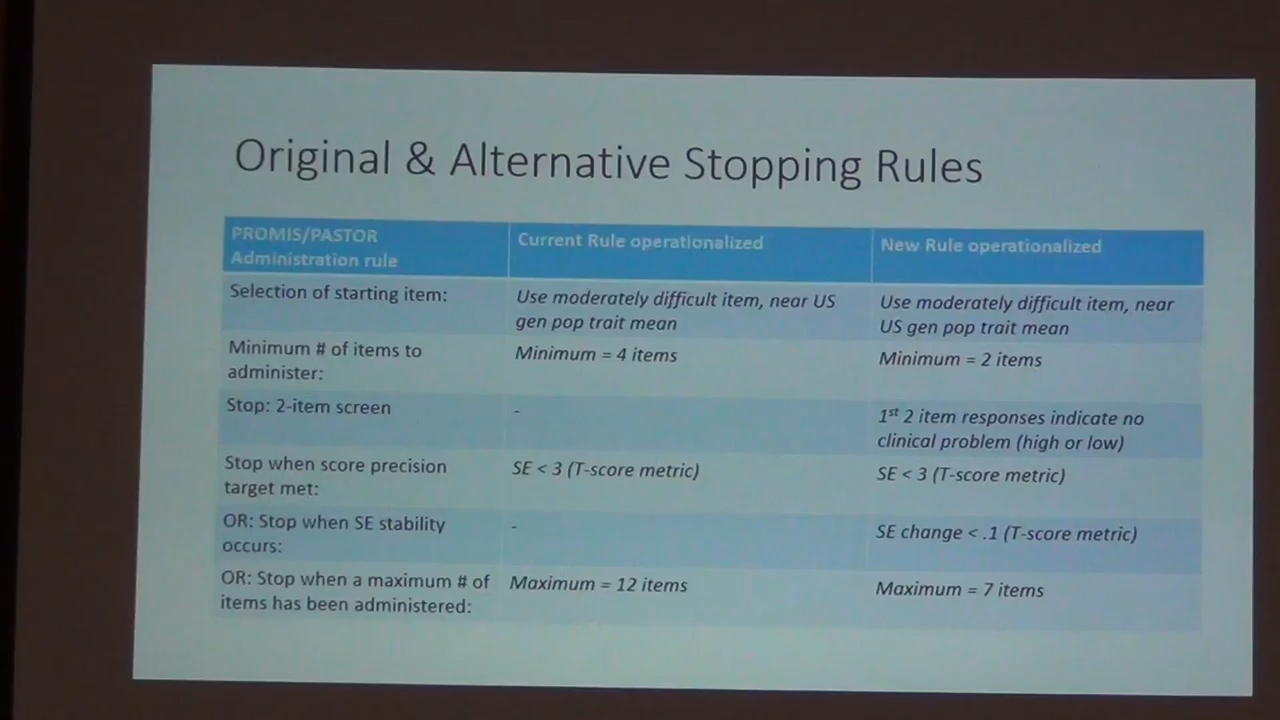 Original & Alternative Stopping Rules
PROMIS/PASTOR
Administration rule
Current Rule operationalized
New Rule operationalized
Selection of starting item:
Use moderately difficult item, near US
gen pop trait mean
Use moderately difficult item, near
US gen pop trait mean
Minimum # of items to
administer:
Minimum = 4 items
Minimum = 2 items
Stop: 2-item screen
-
1st 2 item responses indicate no
clinical problem (high or low)
Stop when score precision
target met:
SE < 3 (T-score metric)
SE < 3 (T-score metric)
OR: Stop when SE stability
occurs:
-
SE change < .1 (T-score metric)
OR: Stop when a maximum # of
items has been administered:
Maximum = 12 items
Maximum = 7 items